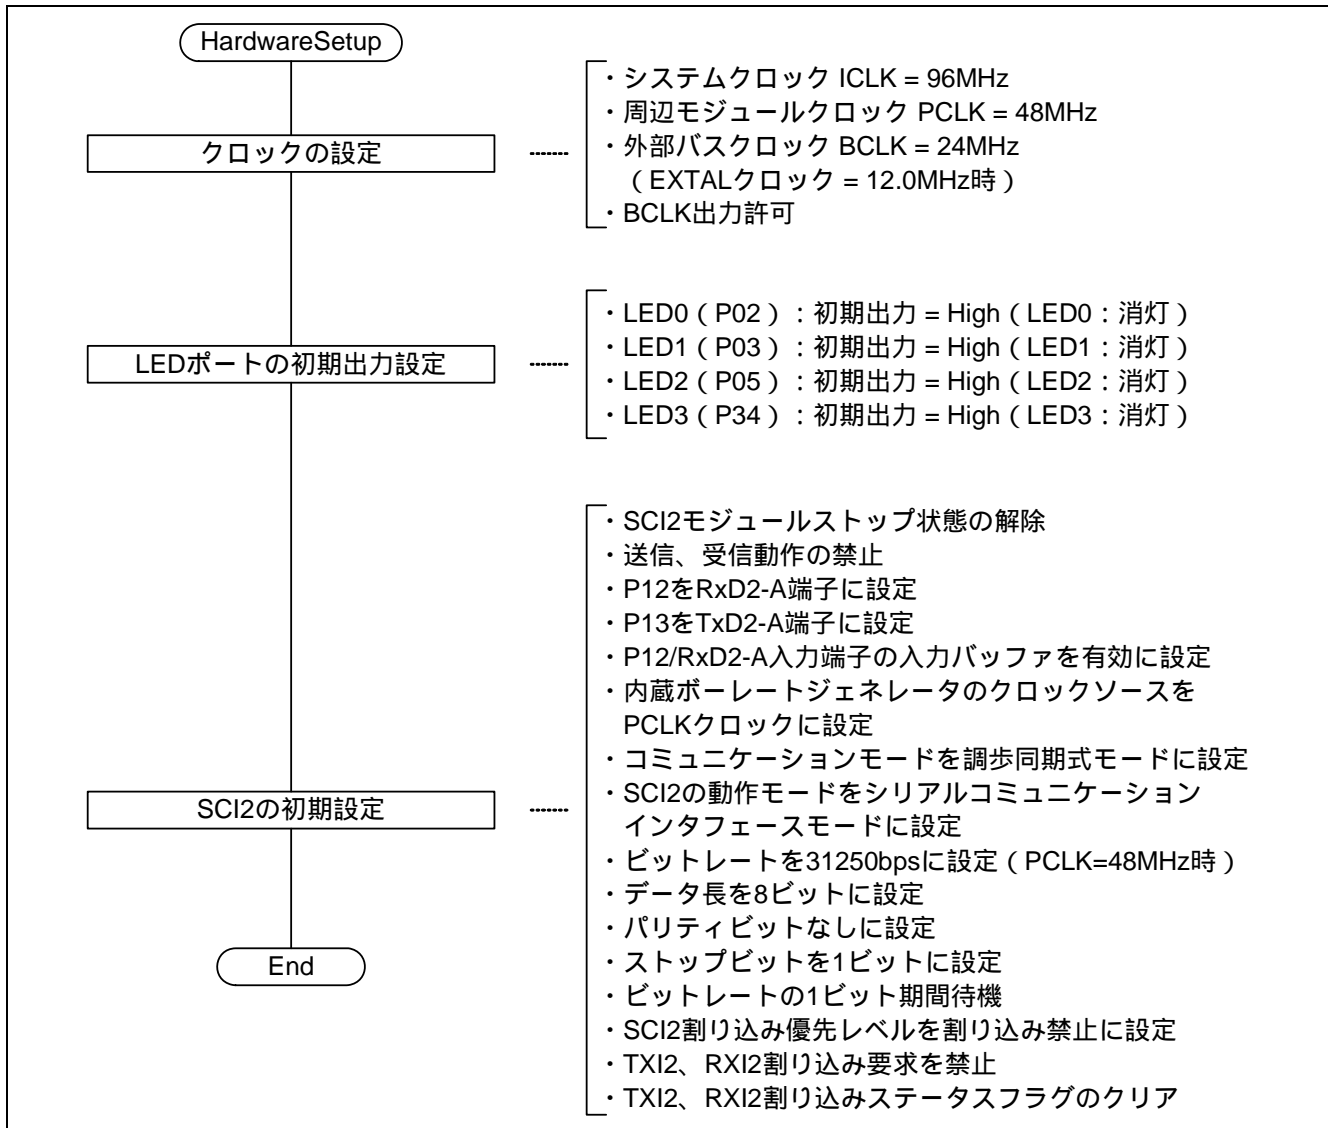 HardwareSetup
クロックの設定
・システムクロック ICLK = 96MHz
・周辺モジュールクロック PCLK = 48MHz
・外部バスクロック BCLK = 24MHz
（EXTALクロック = 12.0MHz時）
・BCLK出力許可
LEDポートの初期出力設定
・LED0（P02）：初期出力 = High（LED0：消灯）
・LED1（P03）：初期出力 = High（LED1：消灯）
・LED2（P05）：初期出力 = High（LED2：消灯）
・LED3（P34）：初期出力 = High（LED3：消灯）
SCI2の初期設定
・SCI2モジュールストップ状態の解除
・送信、受信動作の禁止
・P12をRxD2-A端子に設定
・P13をTxD2-A端子に設定
・P12/RxD2-A入力端子の入力バッファを有効に設定
・内蔵ボーレートジェネレータのクロックソースを
PCLKクロックに設定
・コミュニケーションモードを調歩同期式モードに設定
・SCI2の動作モードをシリアルコミュニケーション
インタフェースモードに設定
・ビットレートを31250bpsに設定（PCLK=48MHz時）
・データ長を8ビットに設定
・パリティビットなしに設定
・ストップビットを1ビットに設定
・ビットレートの1ビット期間待機
・SCI2割り込み優先レベルを割り込み禁止に設定
・TXI2、RXI2割り込み要求を禁止
・TXI2、RXI2割り込みステータスフラグのクリア
End